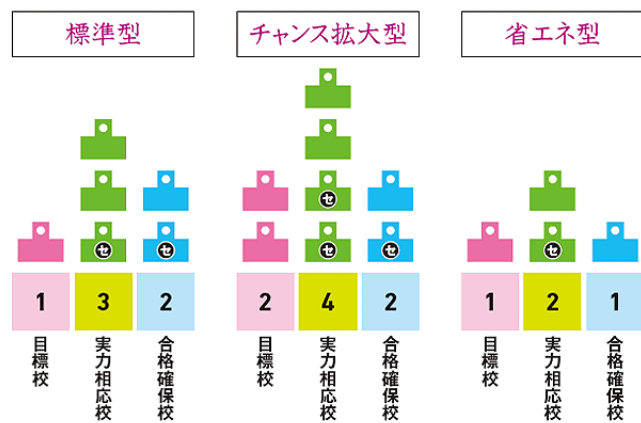 標準型
チャンス拡大型
省エネ型
セ
セ
セ
セ
セ
セ
1
3
2
2
4
2
1
2
1
目標校
実力相応校
合格確保校
目標校
実力相応校
合格確保校
目標校
実力相応校
合格確保校